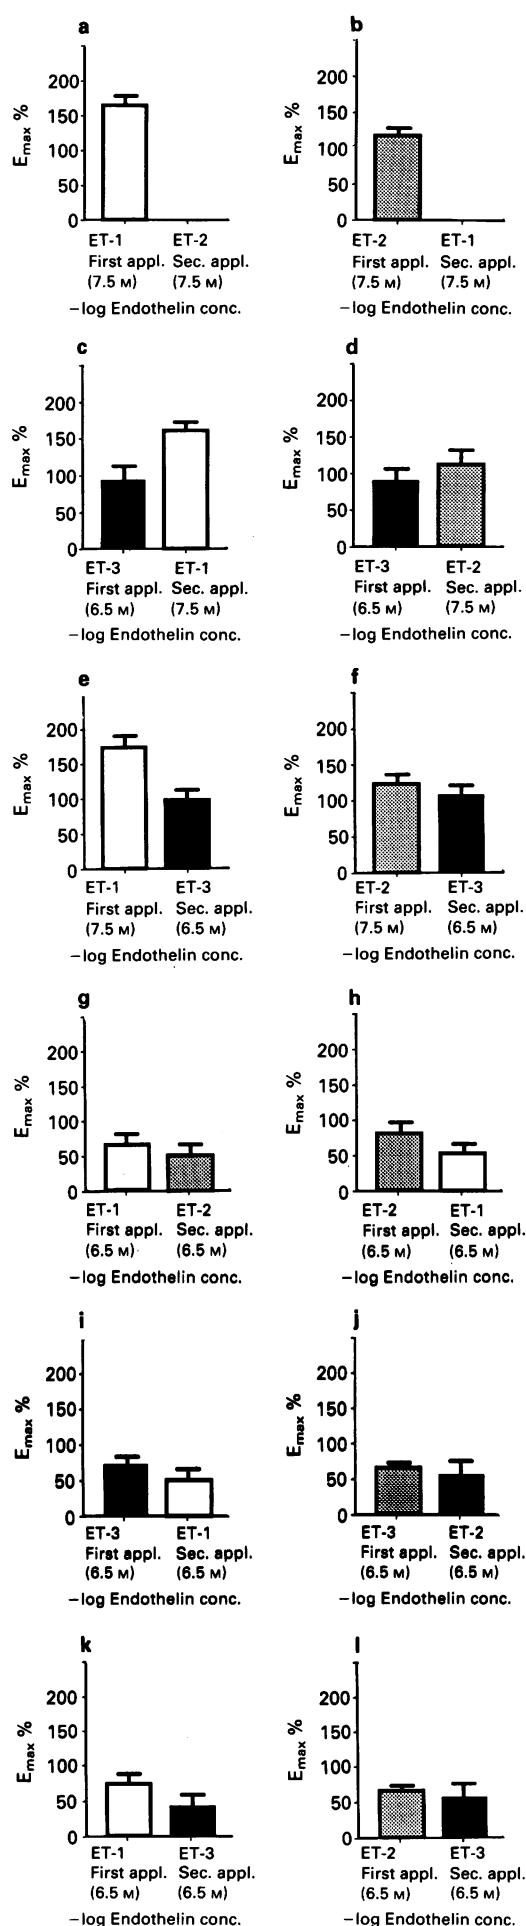 a
E_max %
200
150
100
50
0
ET-1 ET-2
First appl. Sec. appl.
(7.5 M) (7.5 M)
–log Endothelin conc.
b
E_max %
200
150
100
50
0
ET-2 ET-1
First appl. Sec. appl.
(7.5 M) (7.5 M)
–log Endothelin conc.
c
E_max %
200
150
100
50
0
ET-3 ET-1
First appl. Sec. appl.
(6.5 M) (7.5 M)
–log Endothelin conc.
d
E_max %
200
150
100
50
0
ET-3 ET-2
First appl. Sec. appl.
(6.5 M) (7.5 M)
–log Endothelin conc.
e
E_max %
200
150
100
50
0
ET-1 ET-3
First appl. Sec. appl.
(7.5 M) (6.5 M)
–log Endothelin conc.
f
E_max %
200
150
100
50
0
ET-2 ET-3
First appl. Sec. appl.
(7.5 M) (6.5 M)
–log Endothelin conc.
g
E_max %
200
150
100
50
0
ET-1 ET-2
First appl. Sec. appl.
(6.5 M) (6.5 M)
–log Endothelin conc.
h
E_max %
200
150
100
50
0
ET-2 ET-1
First appl. Sec. appl.
(6.5 M) (6.5 M)
–log Endothelin conc.
i
E_max %
200
150
100
50
0
ET-3 ET-1
First appl. Sec. appl.
(6.5 M) (6.5 M)
–log Endothelin conc.
j
E_max %
200
150
100
50
0
ET-3 ET-2
First appl. Sec. appl.
(6.5 M) (6.5 M)
–log Endothelin conc.
k
E_max %
200
150
100
50
0
ET-1 ET-3
First appl. Sec. appl.
(6.5 M) (6.5 M)
–log Endothelin conc.
l
E_max %
200
150
100
50
0
ET-2 ET-3
First appl. Sec. appl.
(6.5 M) (6.5 M)
–log Endothelin conc.